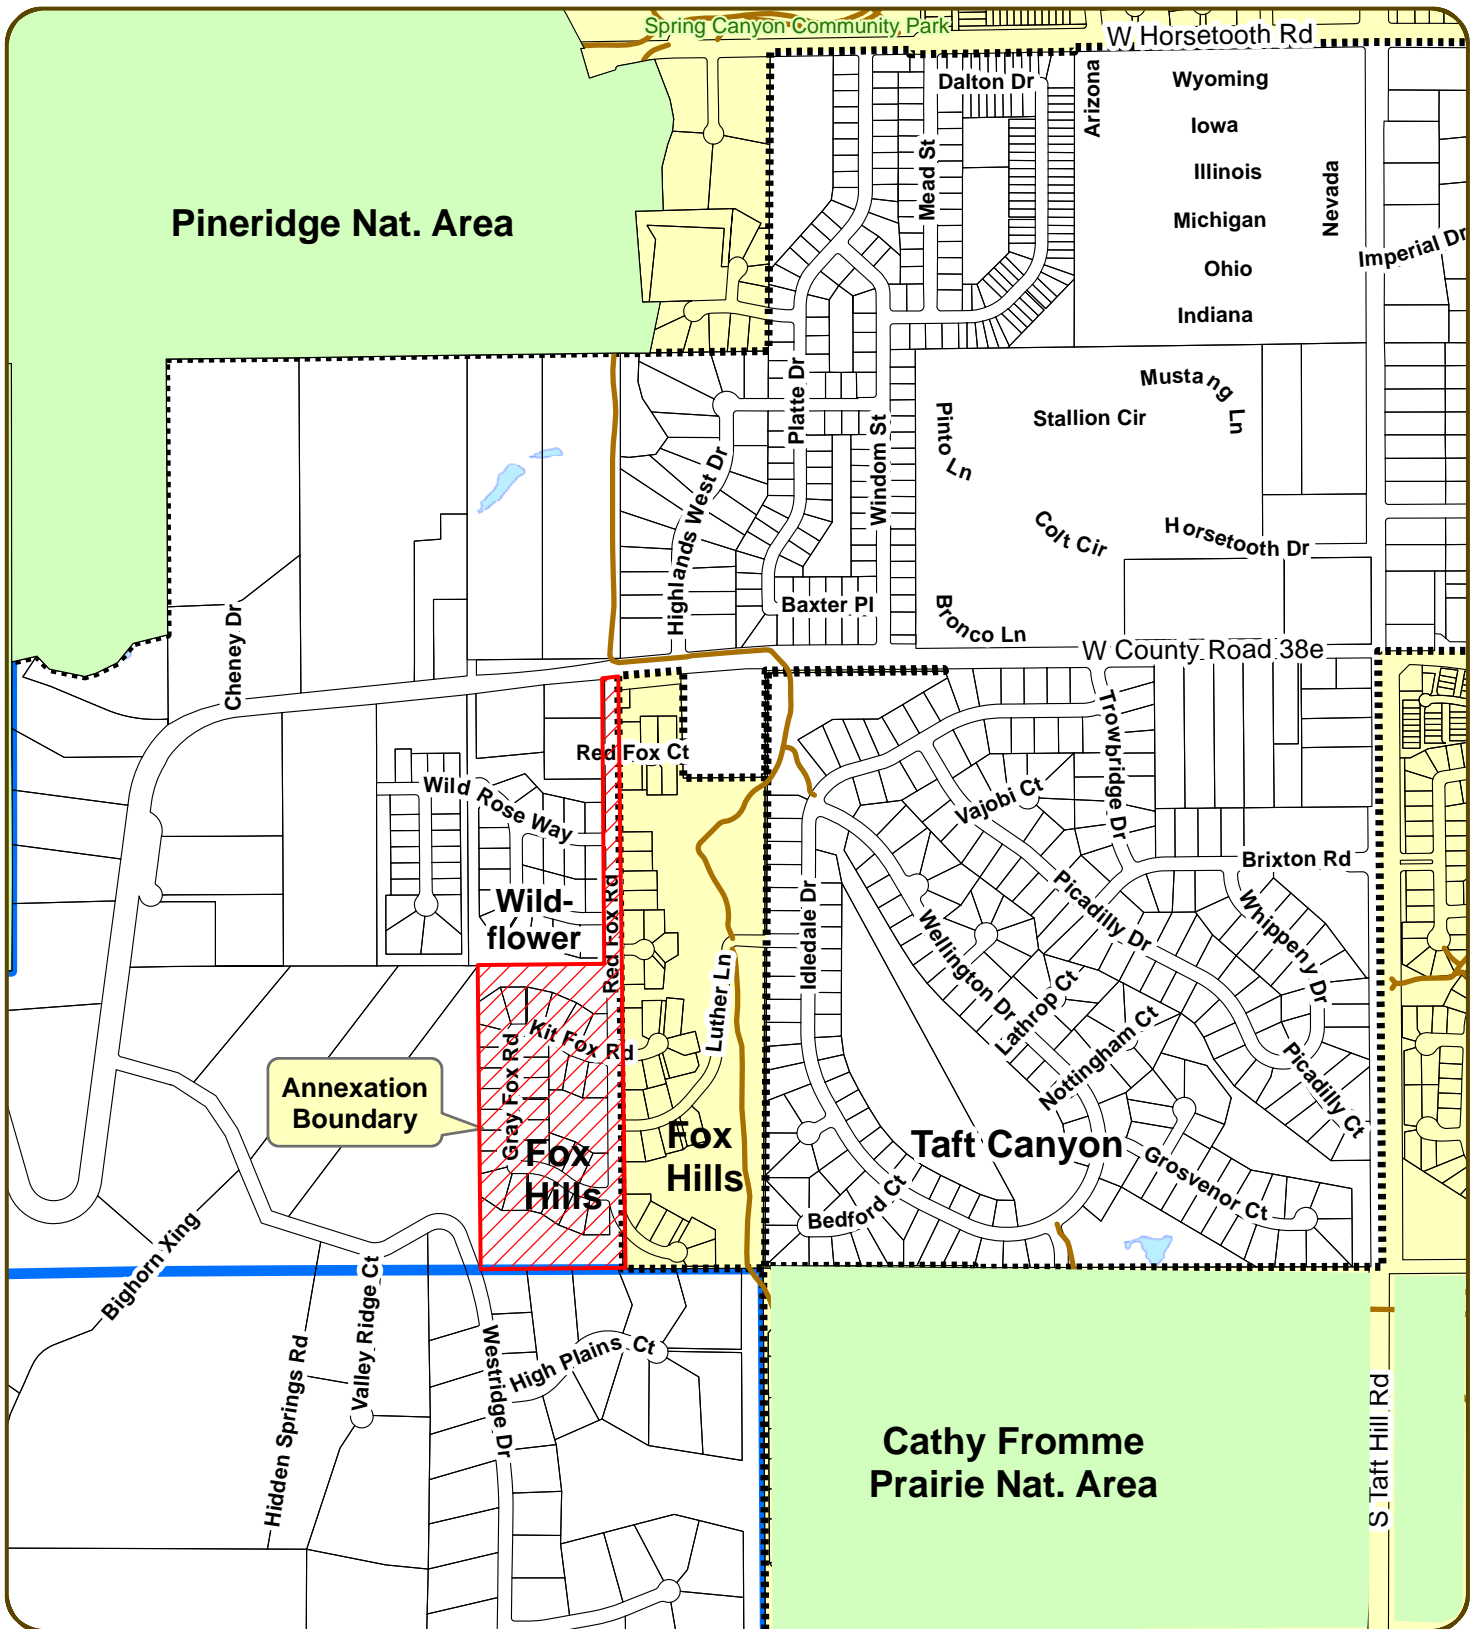 Spring Canyon Community Park
W Horsetooth Rd
Dalton Dr
Arizona
Wyoming
Iowa
Illinois
Michigan
Ohio
Indiana
Nevada
Imperial Dr
Mead St
Pineridge Nat. Area
Platte Dr
Windom St
Highlands West Dr
Baxter Pl
Mustang Ln
Stallion Cir
Pinto Ln
Colt Cir
Horsetooth Dr
Bronco Ln
W County Road 38e
Cheney Dr
Red Fox Ct
Wild Rose Way
Wild-
flower
Red Fox Rd
Trowbridge Dr
Vajobi Ct
Brixton Rd
Picadilly Dr
Whippeny Dr
Idledale Dr
Wellington Dr
Lathrop Ct
Nottingham Ct
Picadilly Ct
Luther Ln
Kit Fox Rd
Gray Fox Rd
Annexation
Boundary
Fox
Hills
Fox
Hills
Taft Canyon
Grosvenor Ct
Bedford Ct
Bighorn Xing
Valley Ridge Ct
Hidden Springs Rd
Westridge Dr
High Plains Ct
Cathy Fromme
Prairie Nat. Area
S Taft Hill Rd